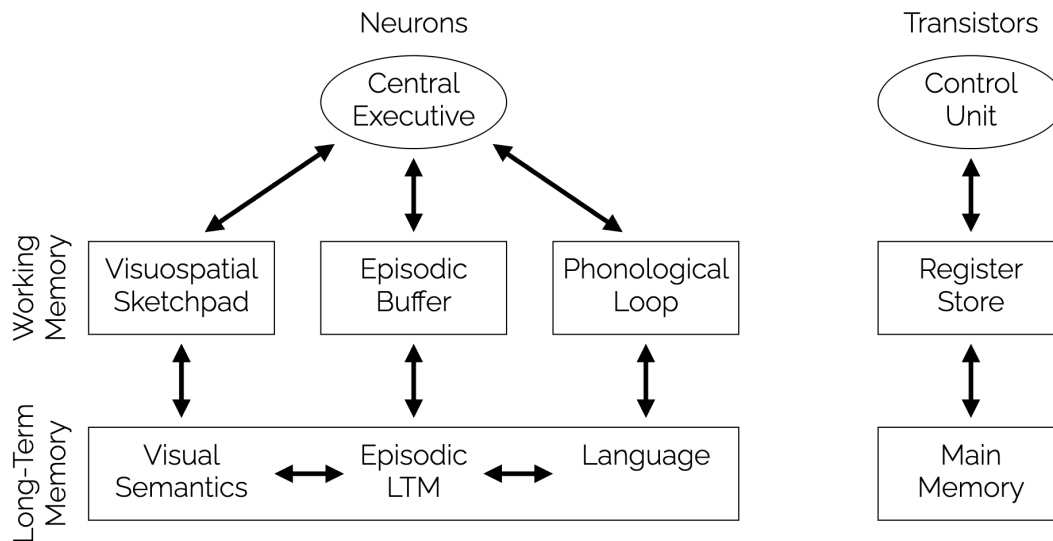 Neurons
Transistors
Central
Executive
Control
Unit
Working
Memory
Visuospatial
Sketchpad
Episodic
Buffer
Phonological
Loop
Register
Store
Long-Term
Memory
Visual
Semantics
Episodic
LTM
Language
Main
Memory